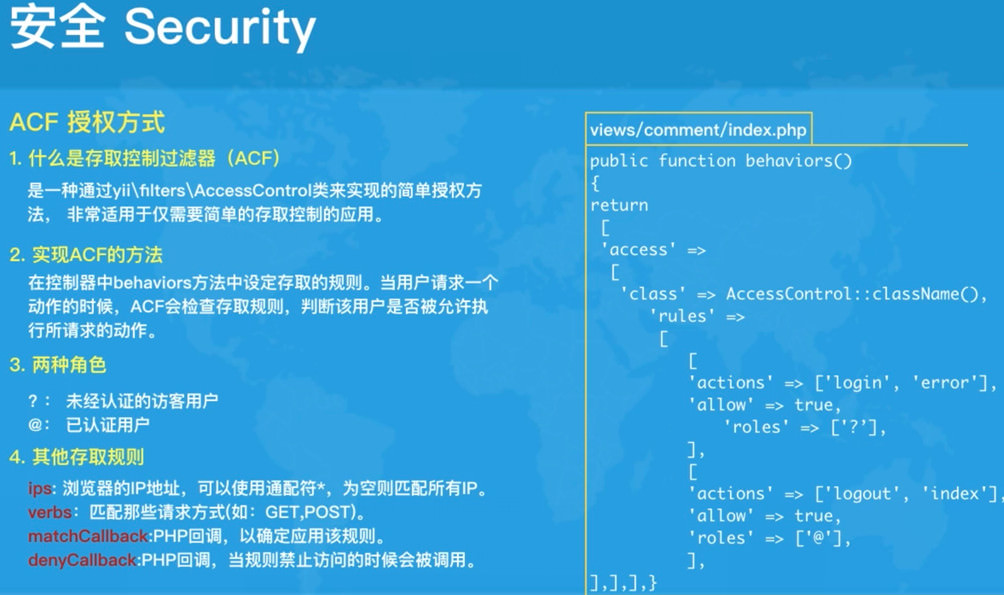 安全 Security
ACF 授权方式
1. 什么是存取控制过滤器（ACF）
是一种通过yii\filters\AccessControl类来实现的简单授权方
法， 非常适用于仅需要简单的存取控制的应用。
2. 实现ACF的方法
在控制器中behaviors方法中设定存取的规则。当用户请求一个
动作的时候，ACF会检查存取规则，判断该用户是否被允许执
行所请求的动作。
3. 两种角色
? ： 未经认证的访客用户
@： 已认证用户
4. 其他存取规则
ips: 浏览器的IP地址，可以使用通配符*，为空则匹配所有IP。
verbs：匹配那些请求方式(如：GET,POST)。
matchCallback:PHP回调，以确定应用该规则。
denyCallback:PHP回调，当规则禁止访问的时候会被调用。
views/comment/index.php
public function behaviors()
{
return
[
'access' =>
[
'class' => AccessControl::className(),
'rules' =>
[
[
'actions' => ['login', 'error'],
'allow' => true,
'roles' => ['?’],
],
[
'actions' => ['logout', 'index'],
'allow' => true,
'roles' => ['@'],
],
],],],}